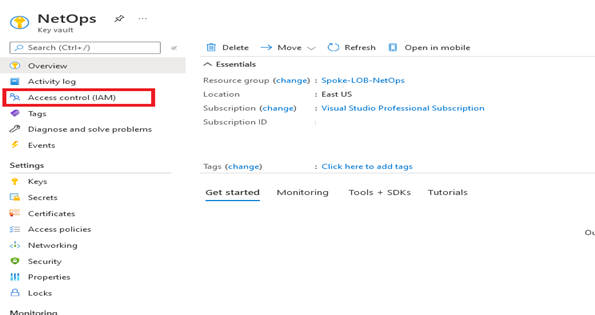 NetOps
Key vault
Search (Ctrl+/)
Overview
Activity log
Access control (IAM)
Tags
Diagnose and solve problems
Events
Settings
Keys
Secrets
Certificates
Access policies
Networking
Security
Properties
Locks
Monitoring
Delete Move Refresh Open in mobile
Essentials
Resource group (change) : Spoke-LOB-NetOps
Location : East US
Subscription (change) : Visual Studio Professional Subscription
Subscription ID :
Tags (change) : Click here to add tags
Get started Monitoring Tools + SDKs Tutorials
Ou